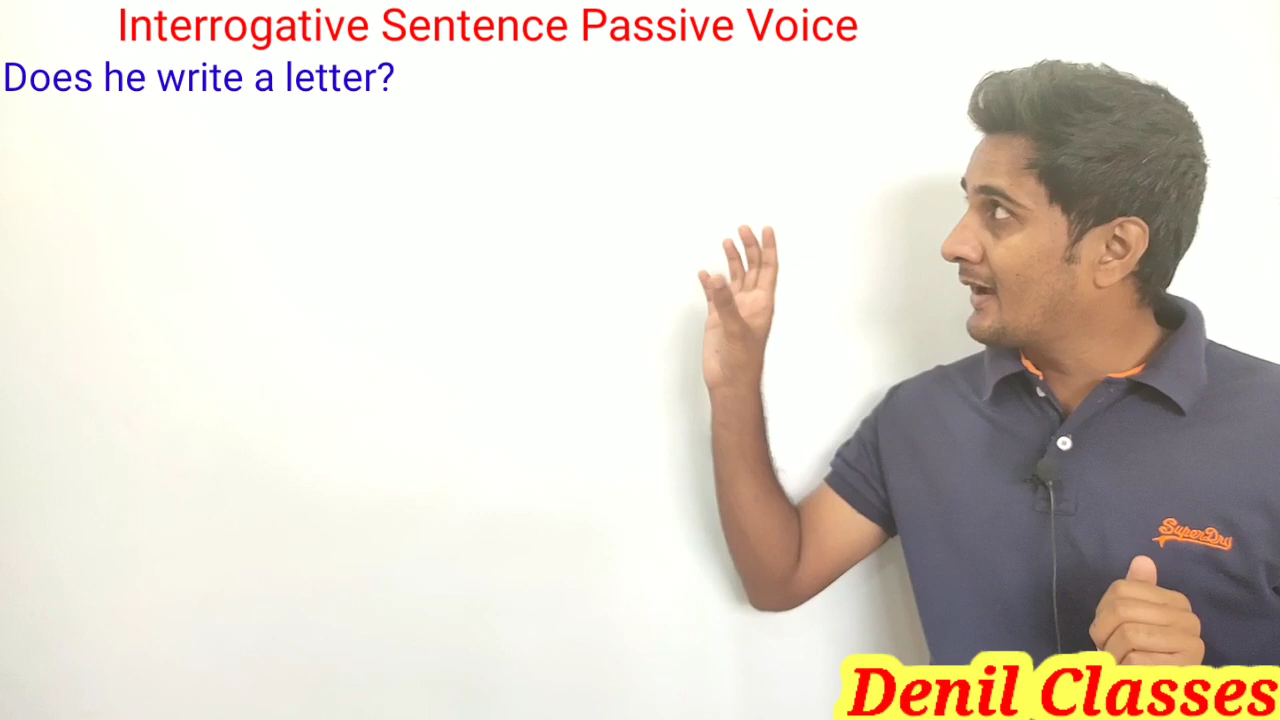 Interrogative Sentence Passive Voice
Does he write a letter?
SuperDry
Denil Classes